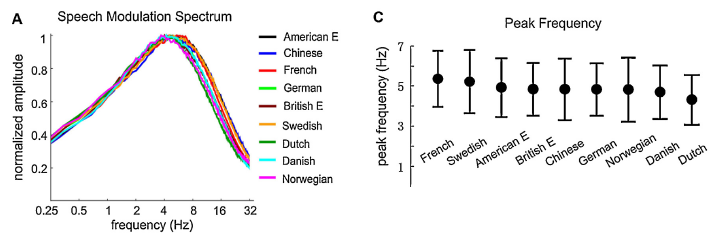 A
Speech Modulation Spectrum
normalized amplitude
1
0.8
0.6
0.4
0.2
0.25 0.5 1 2 4 8 16 32
frequency (Hz)
American E
Chinese
French
German
British E
Swedish
Dutch
Danish
Norwegian
C
Peak Frequency
peak frequency (Hz)
7
5
3
1
French Swedish American E British E Chinese German Norwegian Danish Dutch